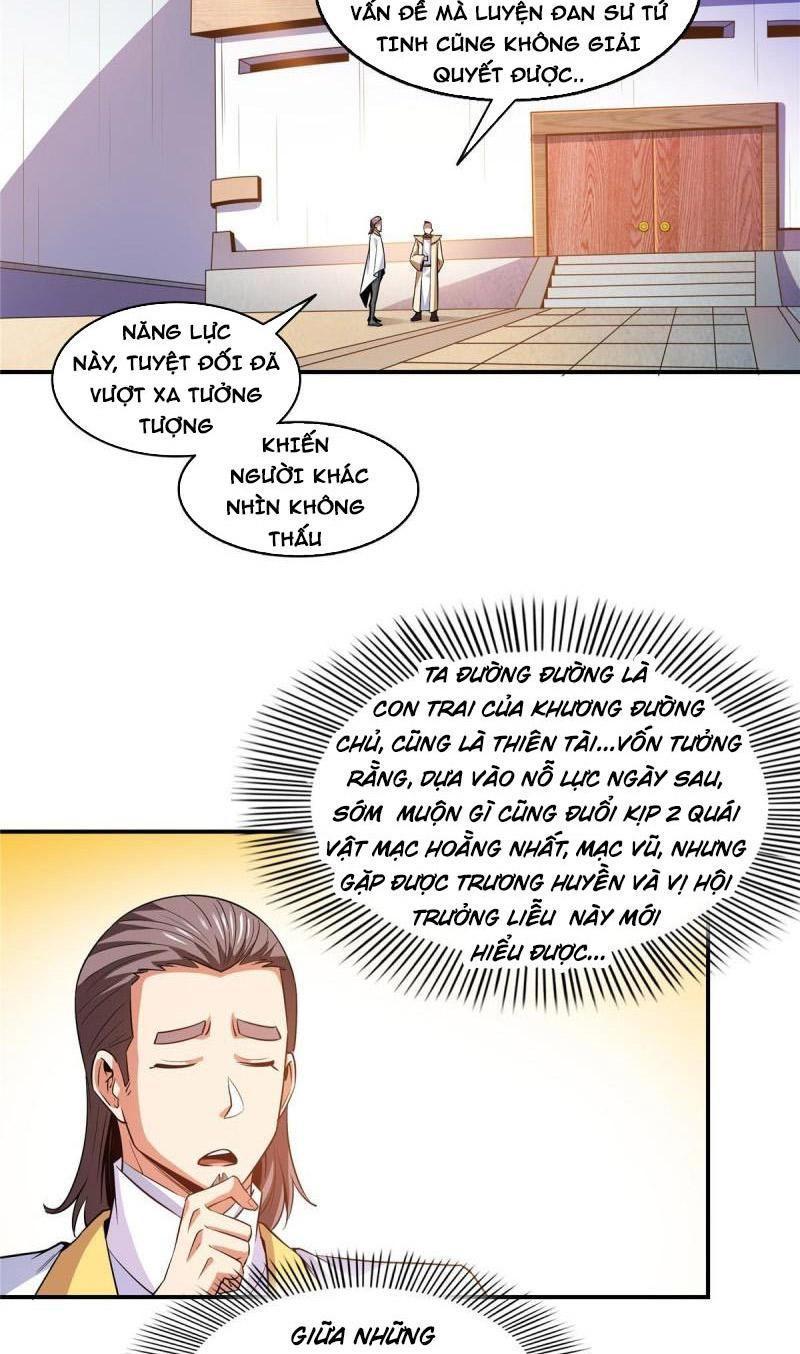 VẤN ĐỀ MÀ LUYỆN ĐAN SƯ TỨ
TINH CŨNG KHÔNG GIẢI
QUYẾT ĐƯỢC..
NĂNG LỰC
NÀY, TUYỆT ĐỐI ĐÃ
VƯỢT XA TƯỞNG
TƯỢNG
KHIẾN
NGƯỜI KHÁC
NHÌN KHÔNG
THẤU
TA ĐƯỜNG ĐƯỜNG LÀ
CON TRAI CỦA KHƯƠNG ĐƯỜNG
CHỦ, CŨNG LÀ THIÊN TÀI...VỐN TƯỞNG
RẰNG, DỰA VÀO NỖ LỰC NGÀY SAU,
SỚM MUỘN GÌ CŨNG ĐUỔI KỊP 2 QUÁI
VẬT MẠC HOẰNG NHẤT, MẠC VŨ, NHƯNG
GẶP ĐƯỢC TRƯƠNG HUYỀN VÀ VỊ HỘI
TRƯỞNG LIỄU NÀY MỚI
HIỂU ĐƯỢC...
GIỮA NHỮNG